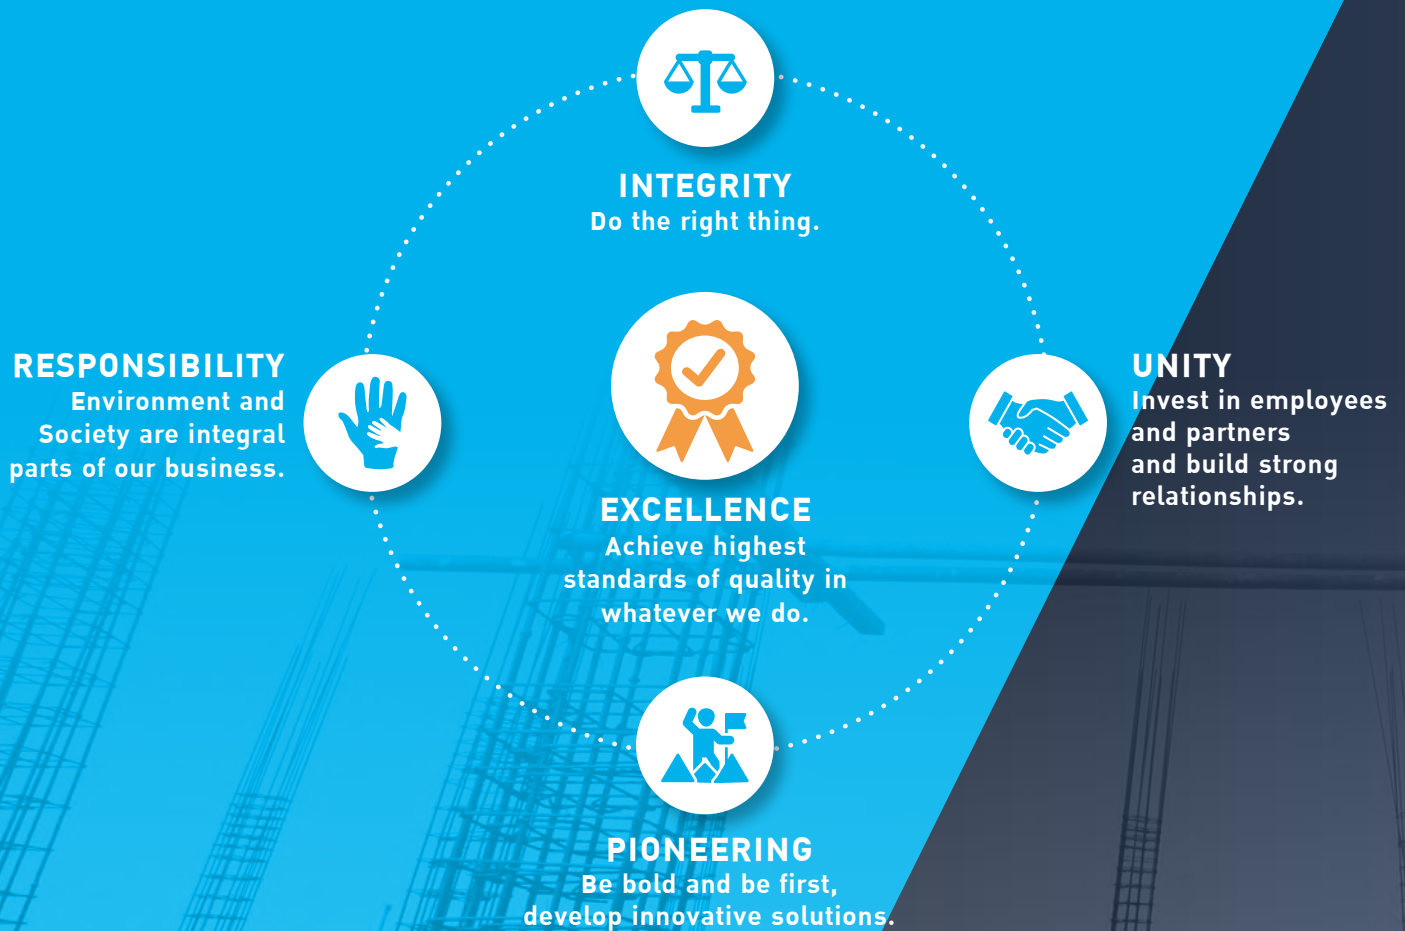 INTEGRITY
Do the right thing.
RESPONSIBILITY
Environment and
Society are integral
parts of our business.
UNITY
Invest in employees
and partners
and build strong
relationships.
EXCELLENCE
Achieve highest
standards of quality in
whatever we do.
PIONEERING
Be bold and be first,
develop innovative solutions.